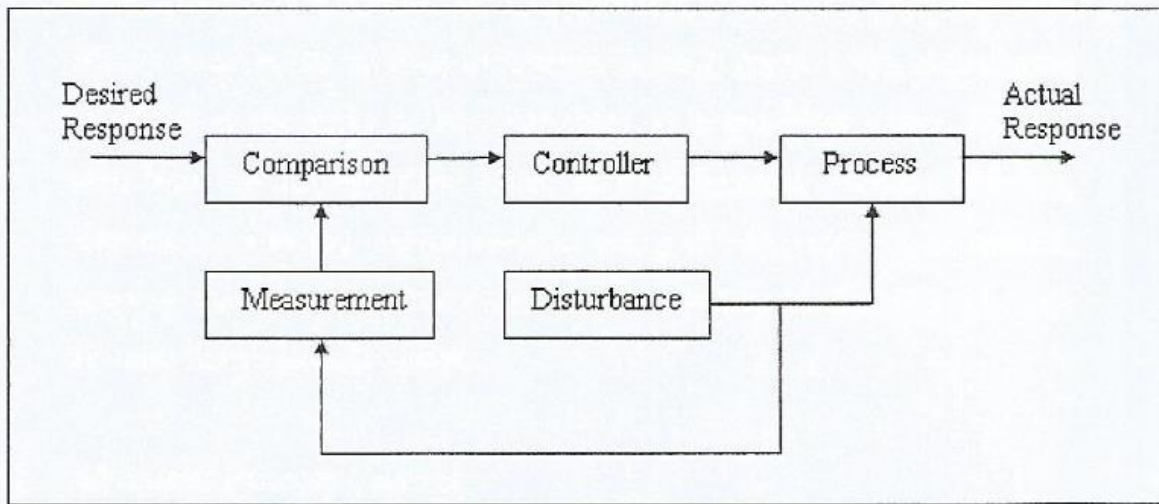 Desired
Response
Actual
Response
Comparison
Controller
Process
Measurement
Disturbance